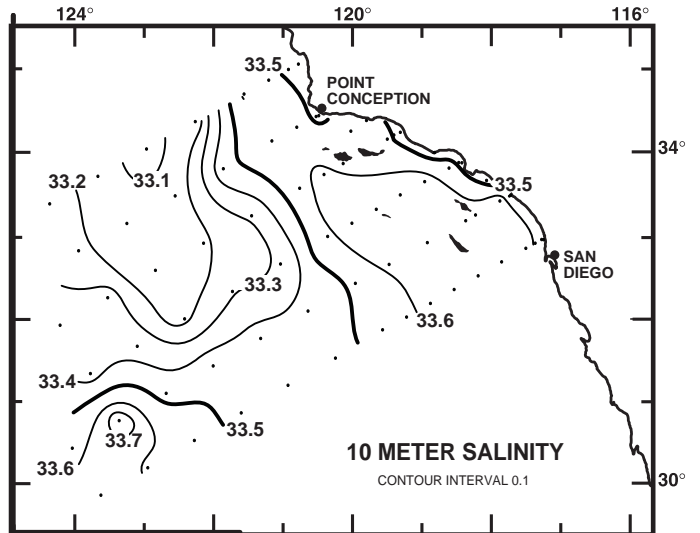 124° 120° 116°
33.5
POINT
CONCEPTION
34°
33.2
33.1
33.5
SAN
DIEGO
33.3
33.6
33.4
33.5
33.7
33.6
10 METER SALINITY
CONTOUR INTERVAL 0.1
30°